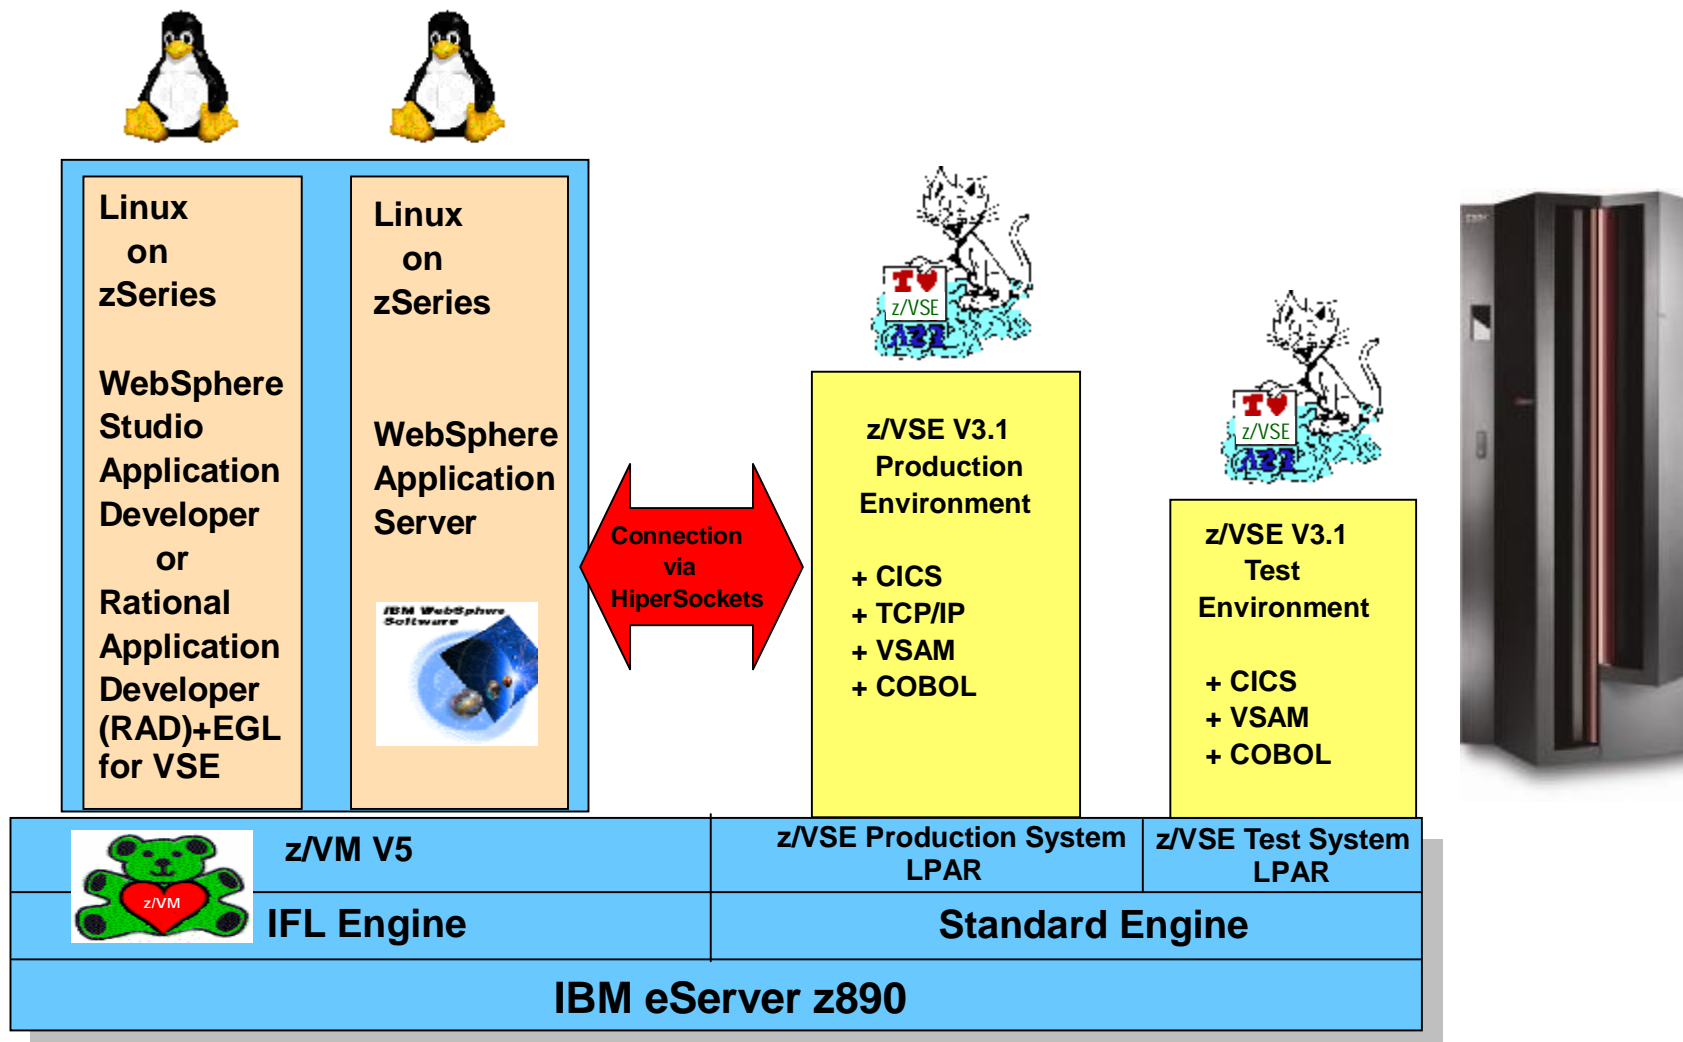 Linux
on
zSeries
WebSphere
Studio
Application
Developer
or
Rational
Application
Developer
(RAD)+EGL
for VSE
Linux
on
zSeries
WebSphere
Application
Server
IBM WebSphere
Software
Connection
via
HiperSockets
I ♥
z/VSE
z/VSE V3.1
Production
Environment
+ CICS
+ TCP/IP
+ VSAM
+ COBOL
I ♥
z/VSE
z/VSE V3.1
Test
Environment
+ CICS
+ VSAM
+ COBOL
z/VM V5
z/VSE Production System
LPAR
z/VSE Test System
LPAR
z/VM
IFL Engine
Standard Engine
IBM eServer z890